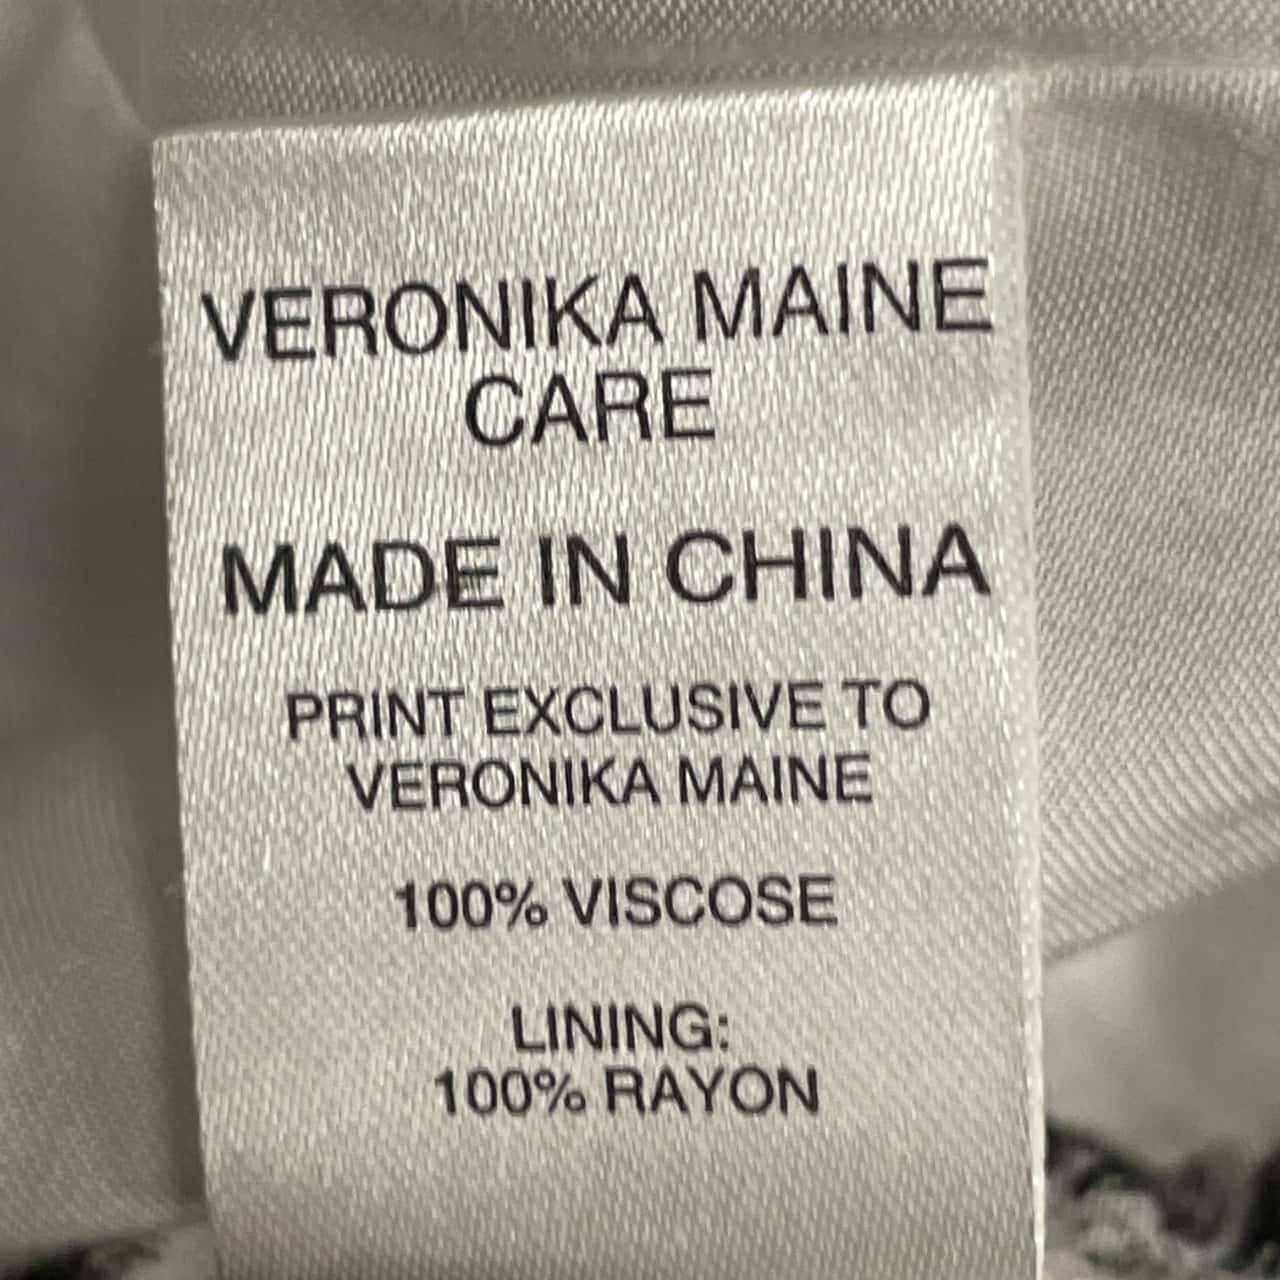 VERONIKA MAINE
CARE
MADE IN CHINA
PRINT EXCLUSIVE TO
VERONIKA MAINE
100% VISCOSE
LINING:
100% RAYON